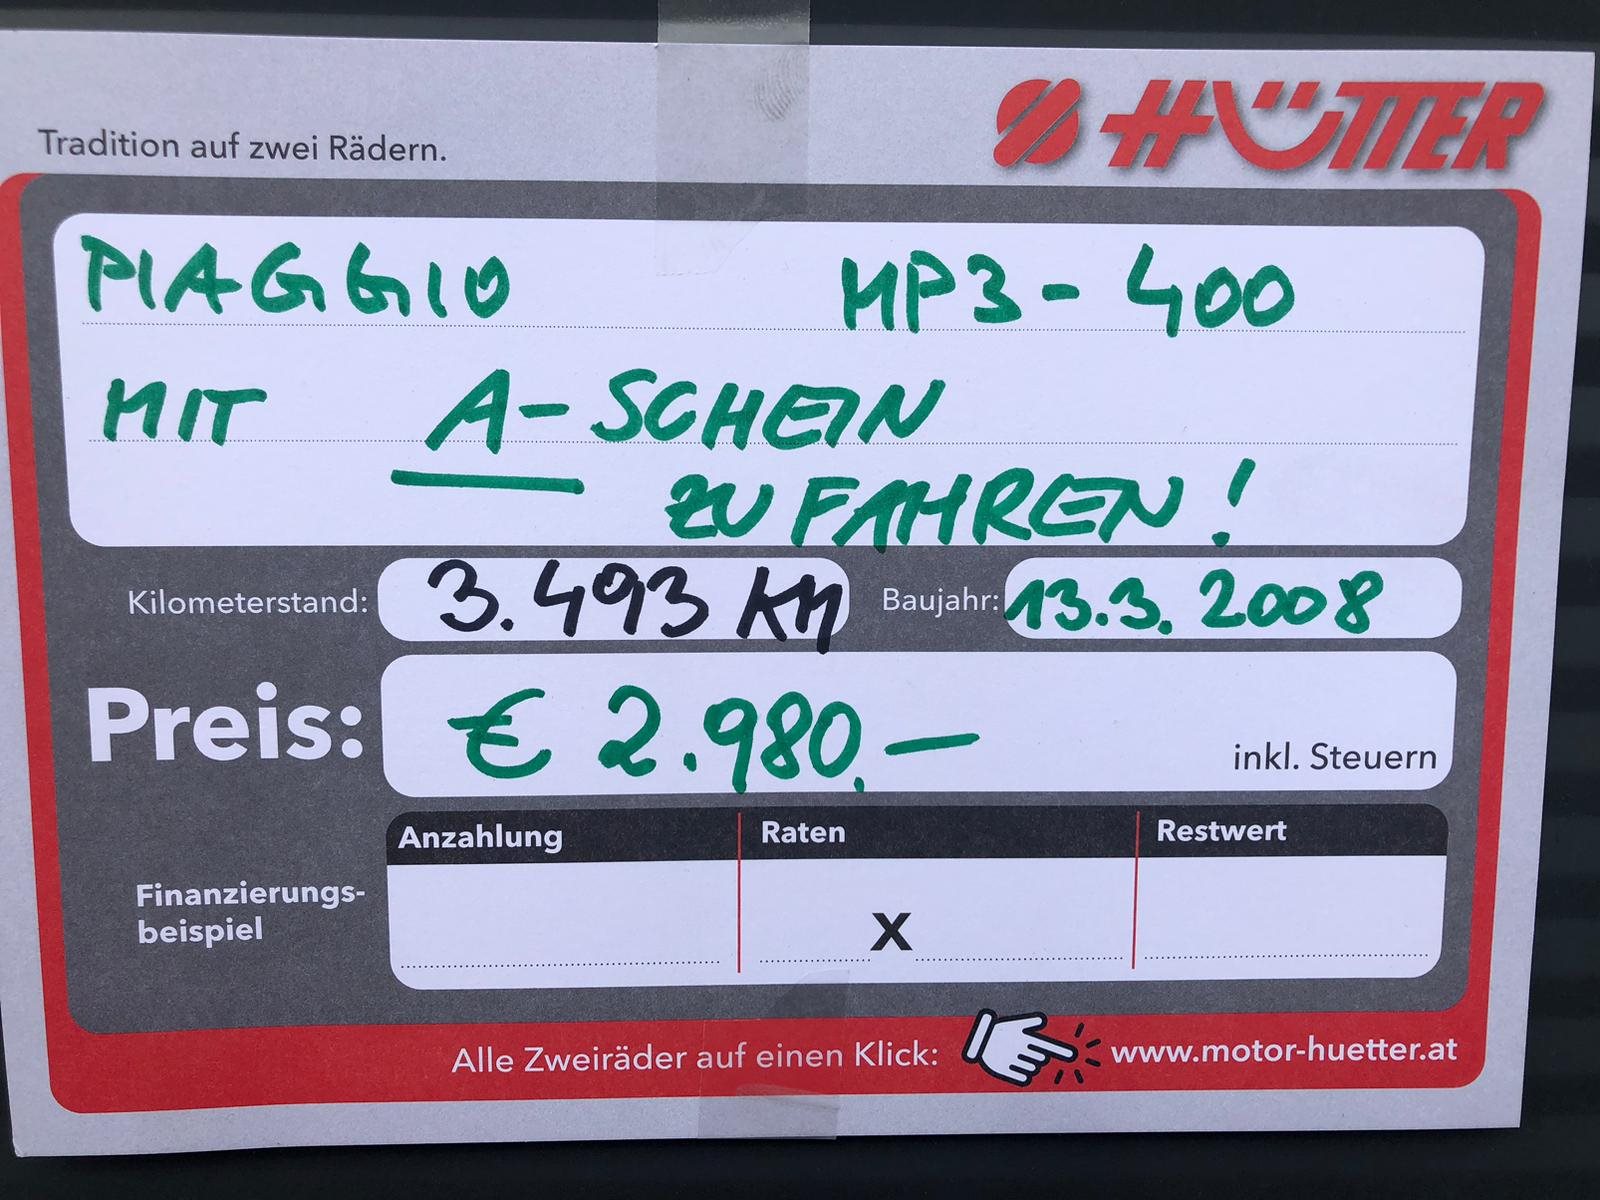 Tradition auf zwei Rädern.
HÜTTER
PIAGGIO MP3-400
MIT A-SCHEIN
ZU FAHREN!
Kilometerstand: 3.493 KM Baujahr: 13.3.2008
Preis: € 2.980.- inkl. Steuern
Anzahlung Raten Restwert
Finanzierungs-
beispiel X
Alle Zweiräder auf einen Klick: www.motor-huetter.at